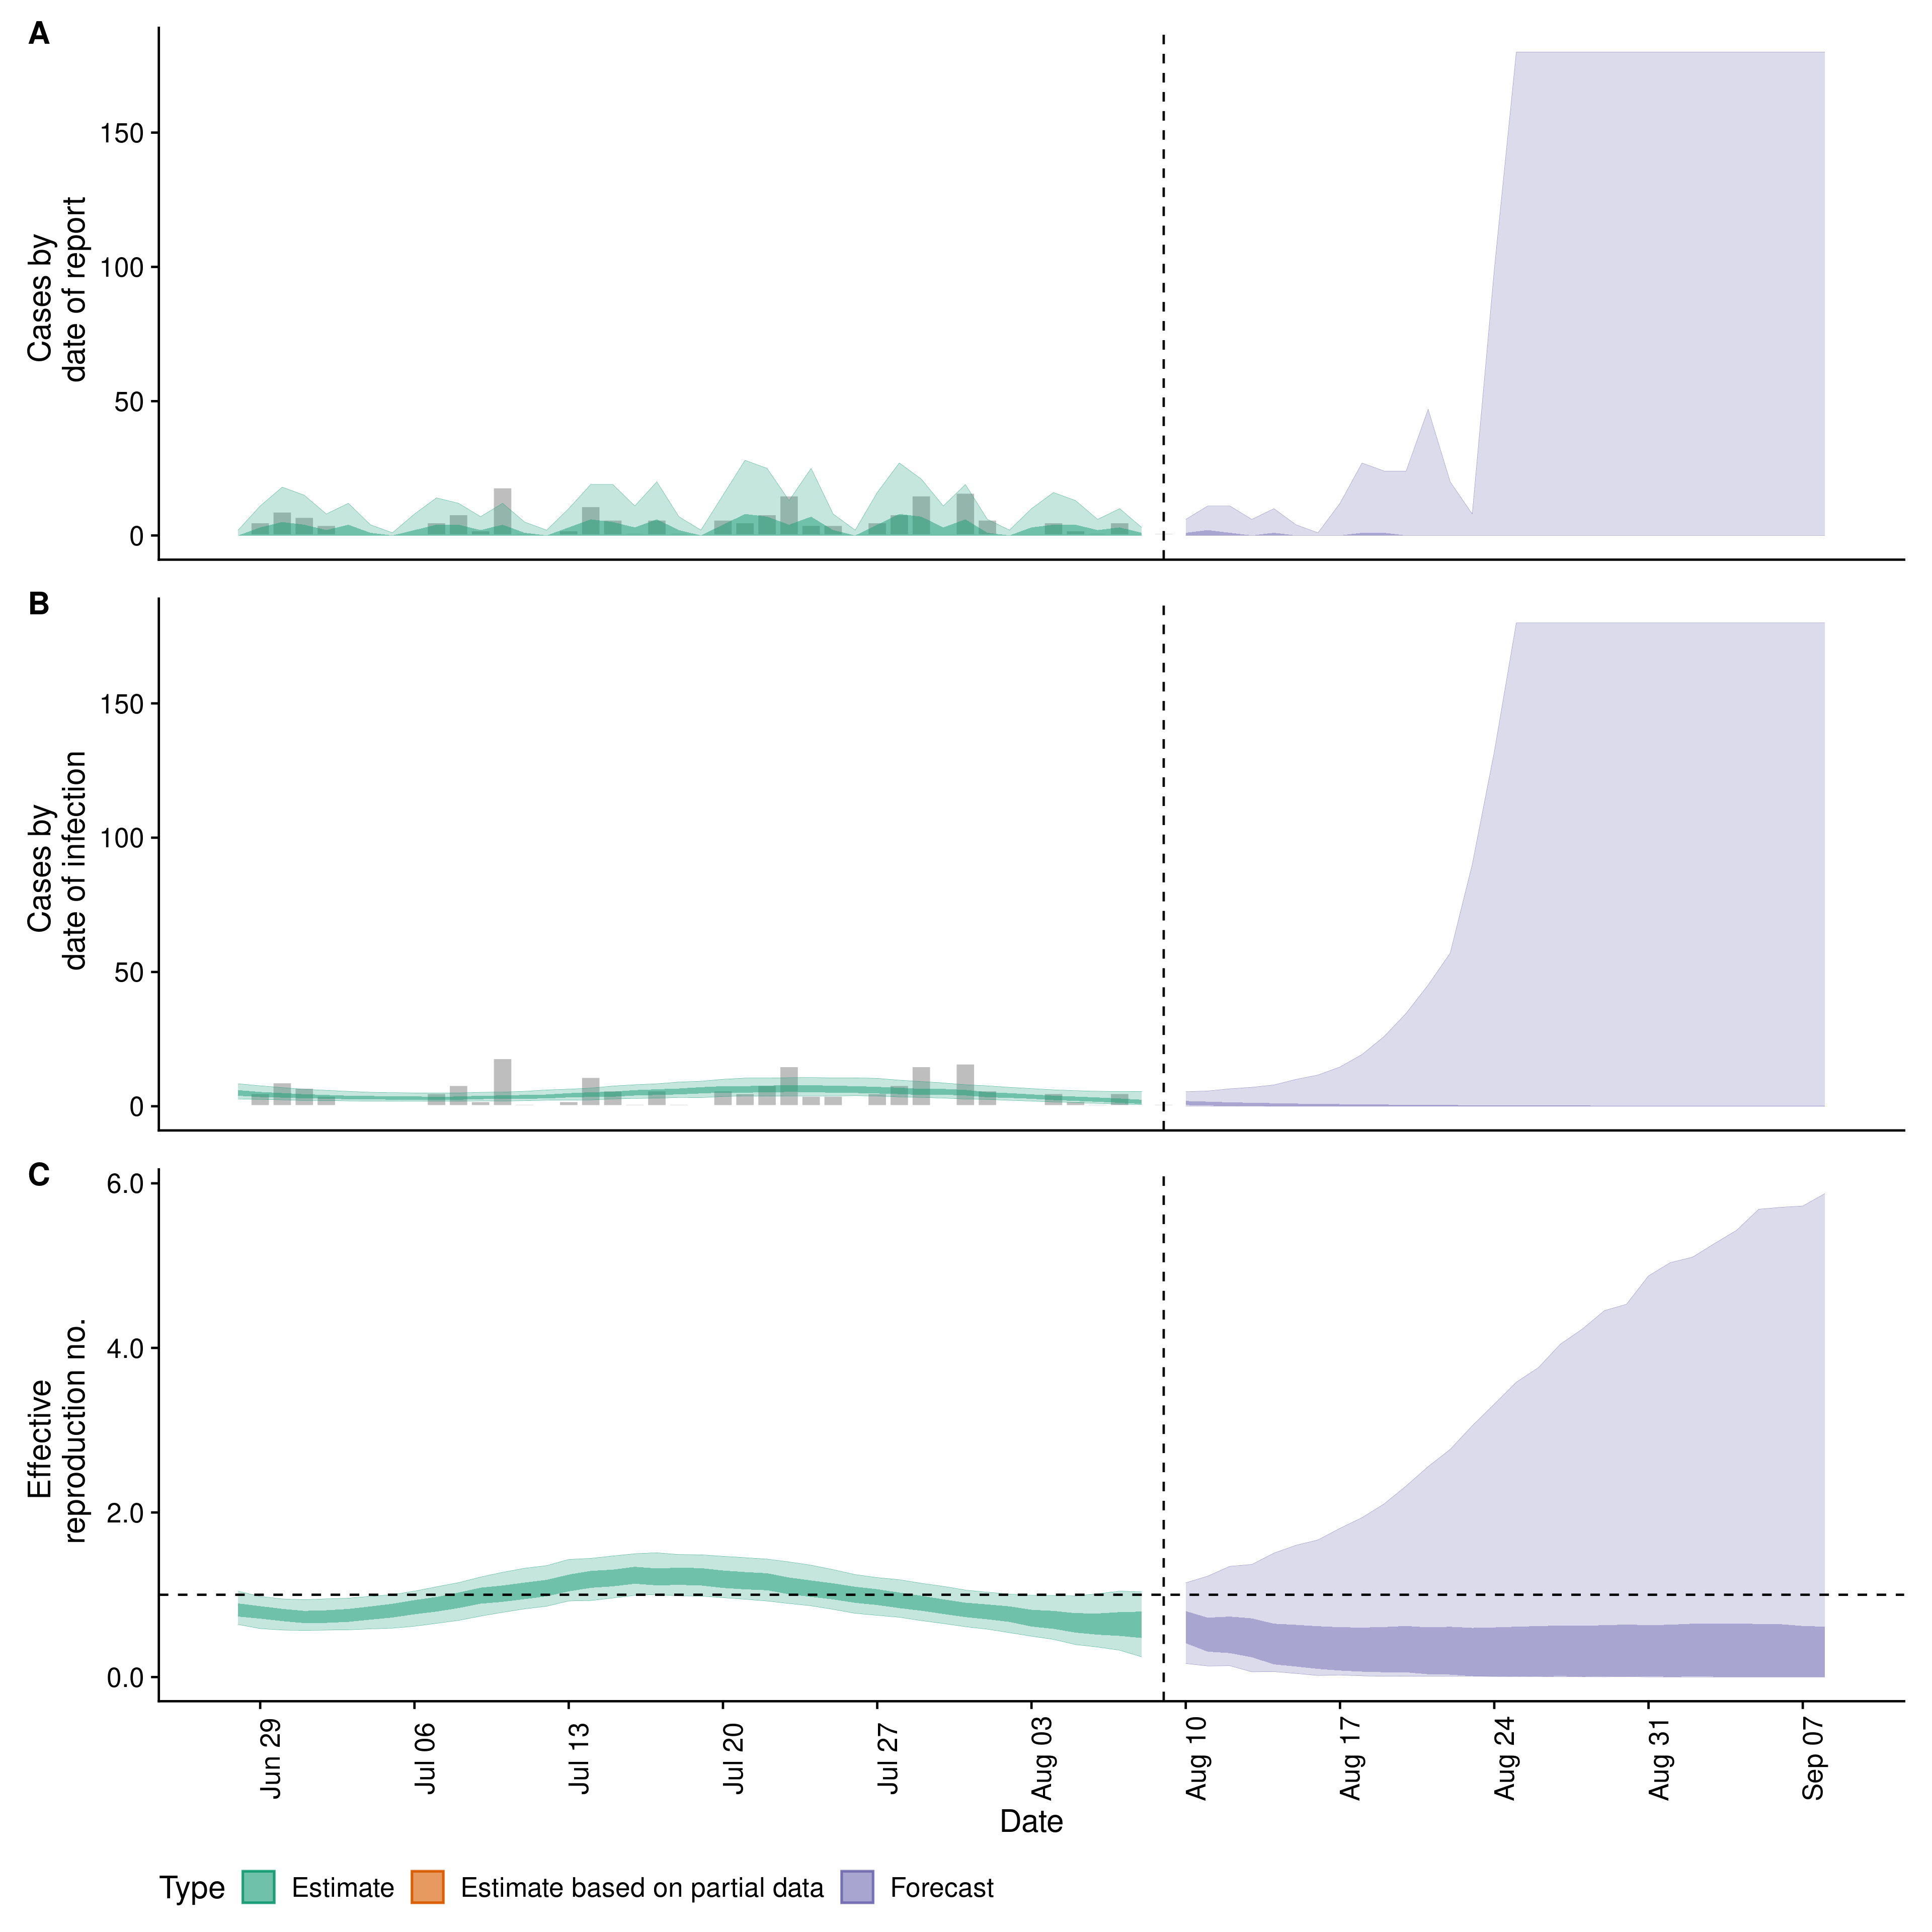 A
Cases by
date of report
150
100
50
0
B
Cases by
date of infection
150
100
50
0
C
Effective
reproduction no.
6.0
4.0
2.0
0.0
Jun 29
Jul 06
Jul 13
Jul 20
Jul 27
Aug 03
Aug 10
Aug 17
Aug 24
Aug 31
Sep 07
Date
Type
Estimate
Estimate based on partial data
Forecast